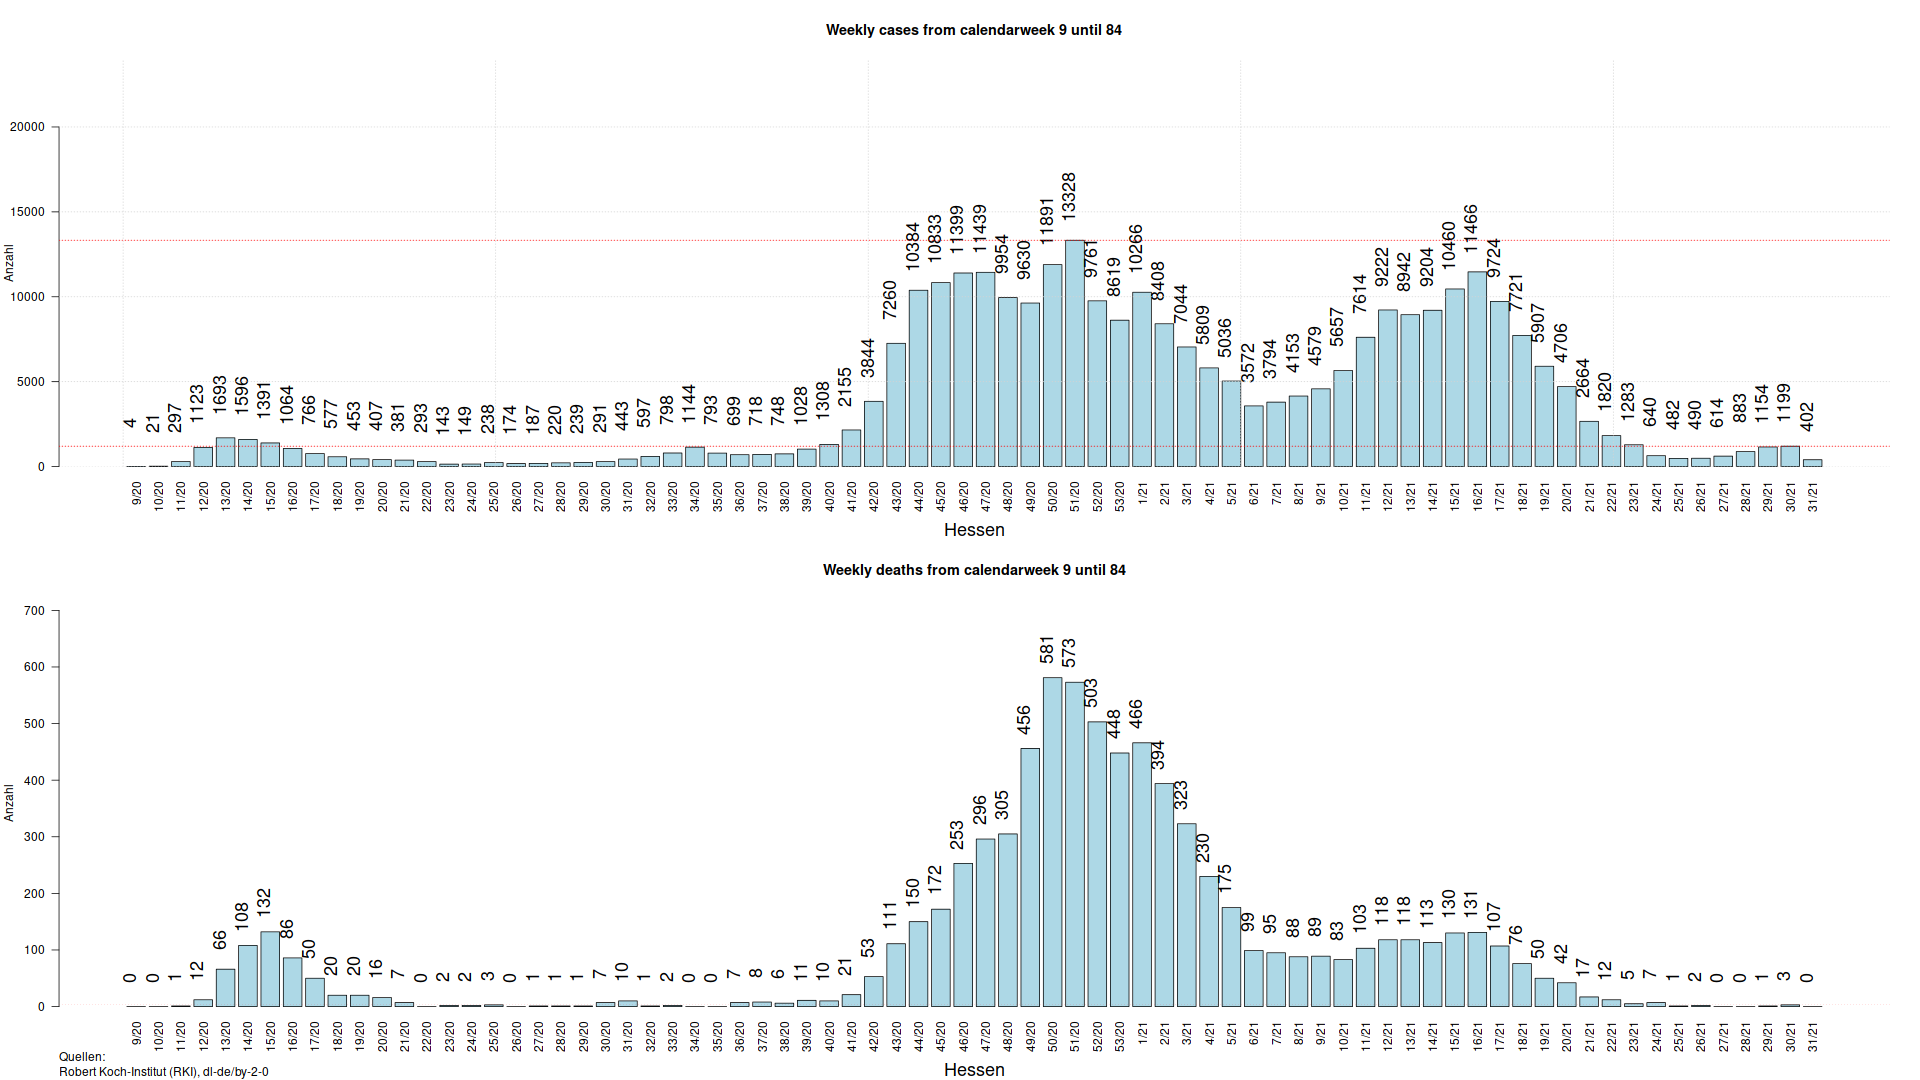 Weekly cases from calendarweek 9 until 84
Anzahl
20000
15000
10000
5000
0
4 21 297 1123 1693 1596 1391 1064 766 577 453 407 381 293 143 149 238 174 187 220 239 291 443 597 798 1144 793 699 718 748 1028 1308 2155 3844 7260 10384 10833 11399 11439 9954 9630 11891 13328 9761 8619 10266 8408 7044 5809 5036 3572 3794 4153 4579 5657 7614 9222 8942 9204 10460 11466 9724 7721 5907 4706 2664 1820 1283 640 482 490 614 883 1154 1199 402
9/20 10/20 11/20 12/20 13/20 14/20 15/20 16/20 17/20 18/20 19/20 20/20 21/20 22/20 23/20 24/20 25/20 26/20 27/20 28/20 29/20 30/20 31/20 32/20 33/20 34/20 35/20 36/20 37/20 38/20 39/20 40/20 41/20 42/20 43/20 44/20 45/20 46/20 47/20 48/20 49/20 50/20 51/20 52/20 53/20 1/21 2/21 3/21 4/21 5/21 6/21 7/21 8/21 9/21 10/21 11/21 12/21 13/21 14/21 15/21 16/21 17/21 18/21 19/21 20/21 21/21 22/21 23/21 24/21 25/21 26/21 27/21 28/21 29/21 30/21 31/21
Hessen
Weekly deaths from calendarweek 9 until 84
Anzahl
700
600
500
400
300
200
100
0
0 0 1 12 66 108 132 86 50 20 20 16 7 0 2 2 3 0 1 1 1 7 10 1 2 0 0 7 8 6 11 10 21 53 111 150 172 253 296 305 456 581 573 503 448 466 394 323 230 175 99 95 88 89 83 103 118 118 113 130 131 107 76 50 42 17 12 5 7 1 2 0 0 1 3 0
9/20 10/20 11/20 12/20 13/20 14/20 15/20 16/20 17/20 18/20 19/20 20/20 21/20 22/20 23/20 24/20 25/20 26/20 27/20 28/20 29/20 30/20 31/20 32/20 33/20 34/20 35/20 36/20 37/20 38/20 39/20 40/20 41/20 42/20 43/20 44/20 45/20 46/20 47/20 48/20 49/20 50/20 51/20 52/20 53/20 1/21 2/21 3/21 4/21 5/21 6/21 7/21 8/21 9/21 10/21 11/21 12/21 13/21 14/21 15/21 16/21 17/21 18/21 19/21 20/21 21/21 22/21 23/21 24/21 25/21 26/21 27/21 28/21 29/21 30/21 31/21
Hessen
Quellen:
Robert Koch-Institut (RKI), dl-de/by-2-0